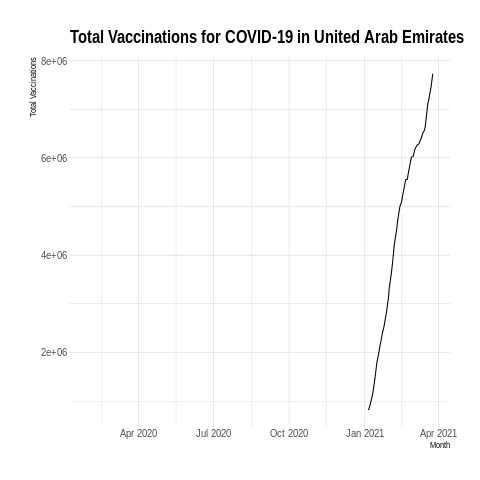 Total Vaccinations for COVID-19 in United Arab Emirates
Total Vaccinations
8e+06
6e+06
4e+06
2e+06
Apr 2020 Jul 2020 Oct 2020 Jan 2021 Apr 2021
Month